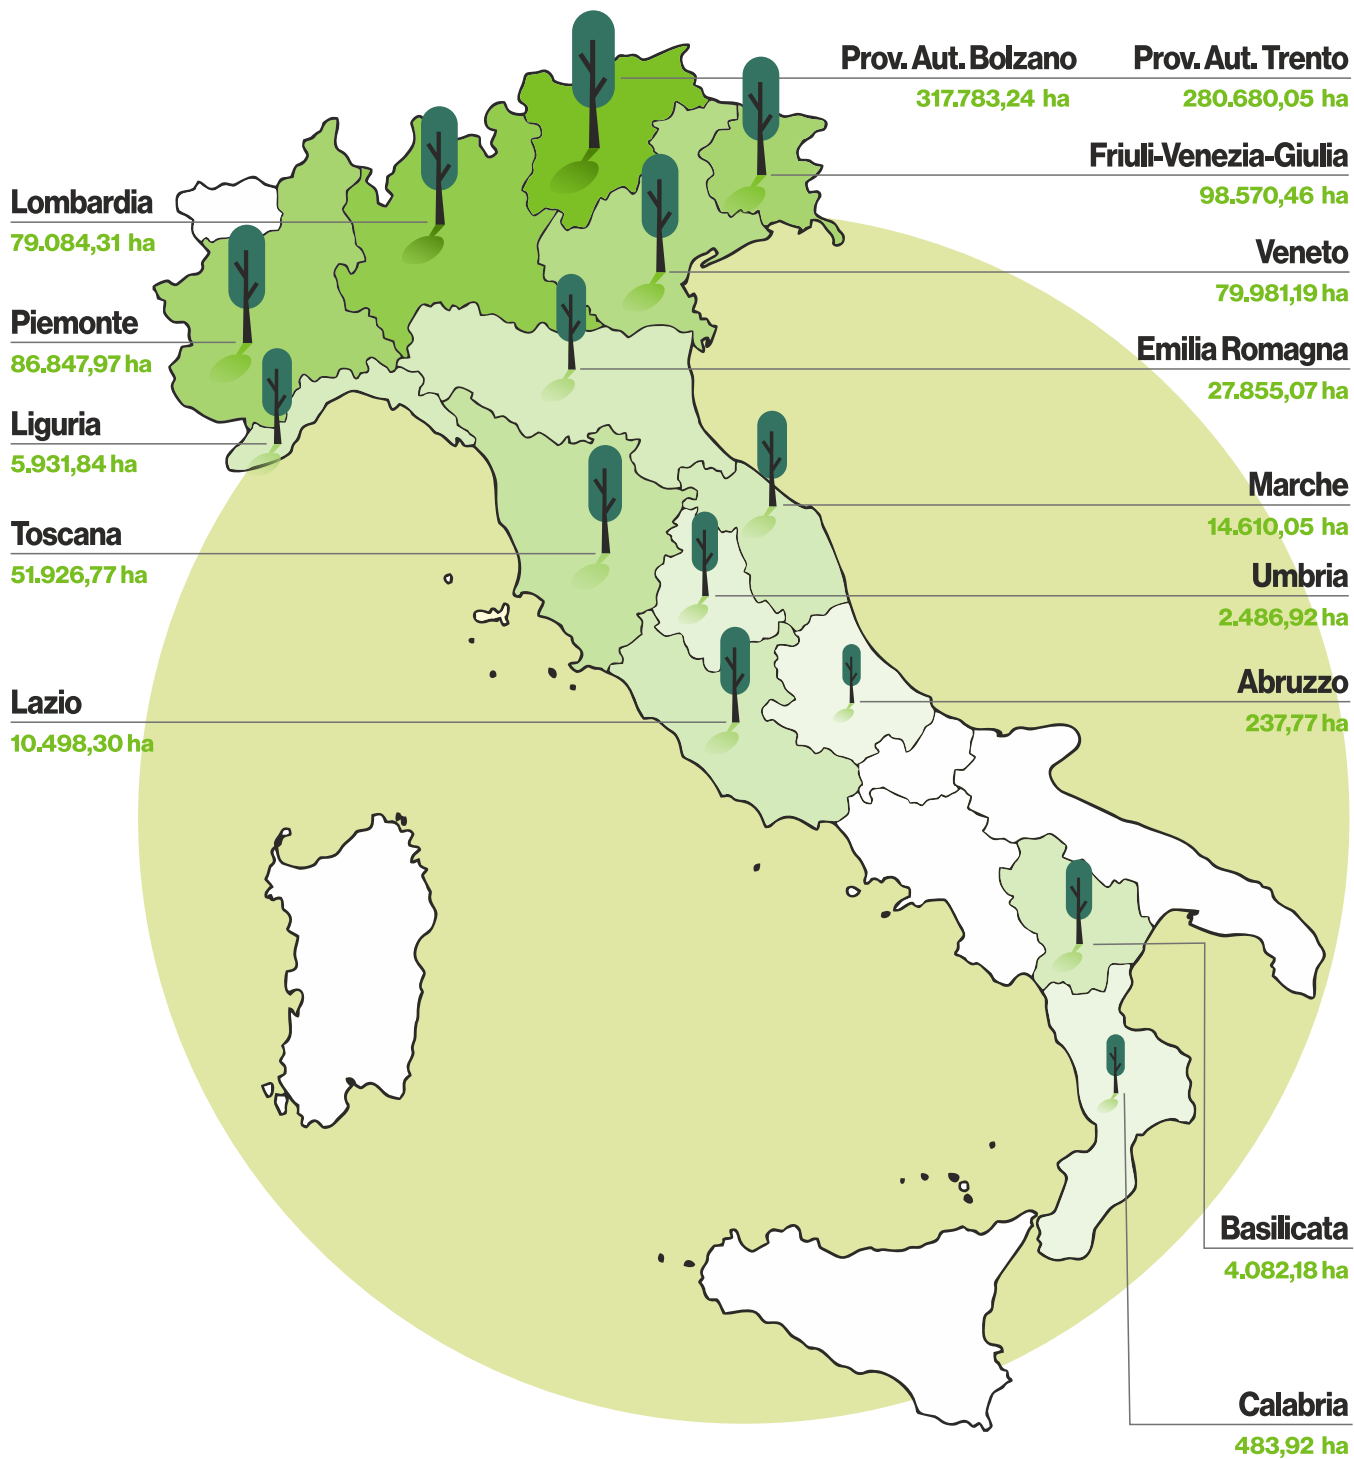 Prov. Aut. Bolzano
317.783,24 ha
Prov. Aut. Trento
280.680,05 ha
Friuli-Venezia-Giulia
98.570,46 ha
Lombardia
79.084,31 ha
Veneto
79.981,19 ha
Piemonte
86.847,97 ha
Emilia Romagna
27.855,07 ha
Liguria
5.931,84 ha
Marche
14.610,05 ha
Toscana
51.926,77 ha
Umbria
2.486,92 ha
Abruzzo
237,77 ha
Lazio
10.498,30 ha
Basilicata
4.082,18 ha
Calabria
483,92 ha